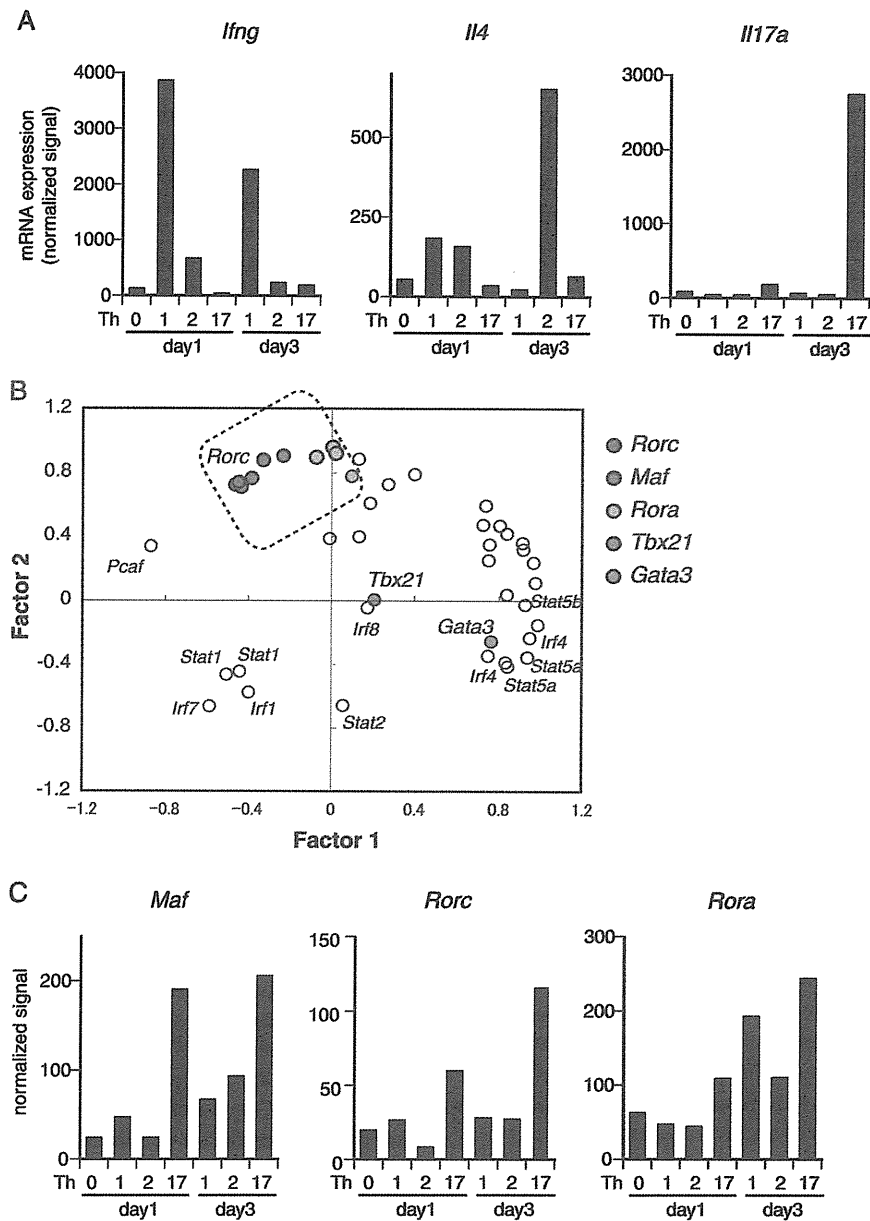 A
Ifng
Il4
Il17a
mRNA expression
(normalized signal)
4000
3000
2000
1000
0
500
250
0
3000
2000
1000
0
Th 0 1 2 17 1 2 17
day1 day3
0 1 2 17 1 2 17
day1 day3
0 1 2 17 1 2 17
day1 day3
B
Factor 2
1.2
0.8
0.4
0
-0.4
-0.8
-1.2
Rorc
Pcaf
Tbx21
Irf8
Gata3
Stat5b
Irf4
Stat5a
Irf4
Stat5a
Stat1
Stat1
Irf7
Irf1
Stat2
−1.2 −0.8 −0.4 0 0.4 0.8 1.2
Factor 1
Rorc
Maf
Rora
Tbx21
Gata3
C
Maf
Rorc
Rora
normalized signal
200
100
0
150
100
50
0
300
200
100
0
Th 0 1 2 17 1 2 17
day1 day3
Th 0 1 2 17 1 2 17
day1 day3
Th 0 1 2 17 1 2 17
day1 day3